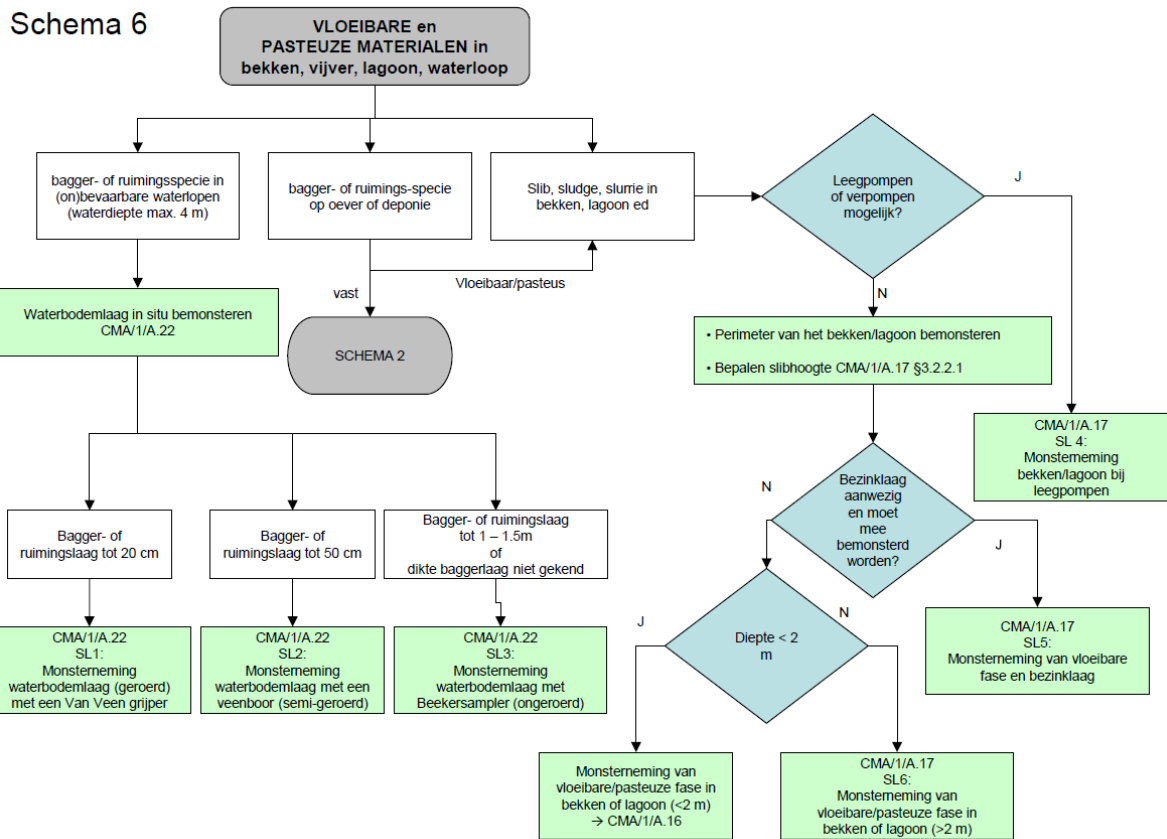 Schema 6
VLOEIBARE en
PASTEUZE MATERIALEN in
bekken, vijver, lagoon, waterloop
bagger- of ruimingsspecie in
(on)bevaarbare waterlopen
(waterdiepte max. 4 m)
bagger- of ruimings-specie
op oever of deponie
Slib, sludge, slurrie in
bekken, lagoon ed
Leegpompen
of verpompen
mogelijk?
J
N
vast
Vloeibaar/pasteus
Waterbodemlaag in situ bemonsteren
CMA/1/A.22
SCHEMA 2
• Perimeter van het bekken/lagoon bemonsteren
• Bepalen slibhoogte CMA/1/A.17 §3.2.2.1
CMA/1/A.17
SL 4:
Monsterneming
bekken/lagoon bij
leegpompen
Bezinklaag
aanwezig
en moet
mee
bemonsterd
worden?
N
J
Bagger- of
ruimingslaag tot 20 cm
Bagger- of
ruimingslaag tot 50 cm
Bagger- of ruimingslaag
tot 1 – 1.5m
of
dikte baggerlaag niet gekend
Diepte < 2
m
J
N
CMA/1/A.22
SL1:
Monsterneming
waterbodemlaag (geroerd)
met een Van Veen grijper
CMA/1/A.22
SL2:
Monsterneming
waterbodemlaag met een
veenboor (semi-geroerd)
CMA/1/A.22
SL3:
Monsterneming
waterbodemlaag met
Beekersampler (ongeroerd)
CMA/1/A.17
SL5:
Monsterneming van vloeibare
fase en bezinklaag
Monsterneming van
vloeibare/pasteuze fase in
bekken of lagoon (<2 m)
→ CMA/1/A.16
CMA/1/A.17
SL6:
Monsterneming van
vloeibare/pasteuze fase in
bekken of lagoon (>2 m)